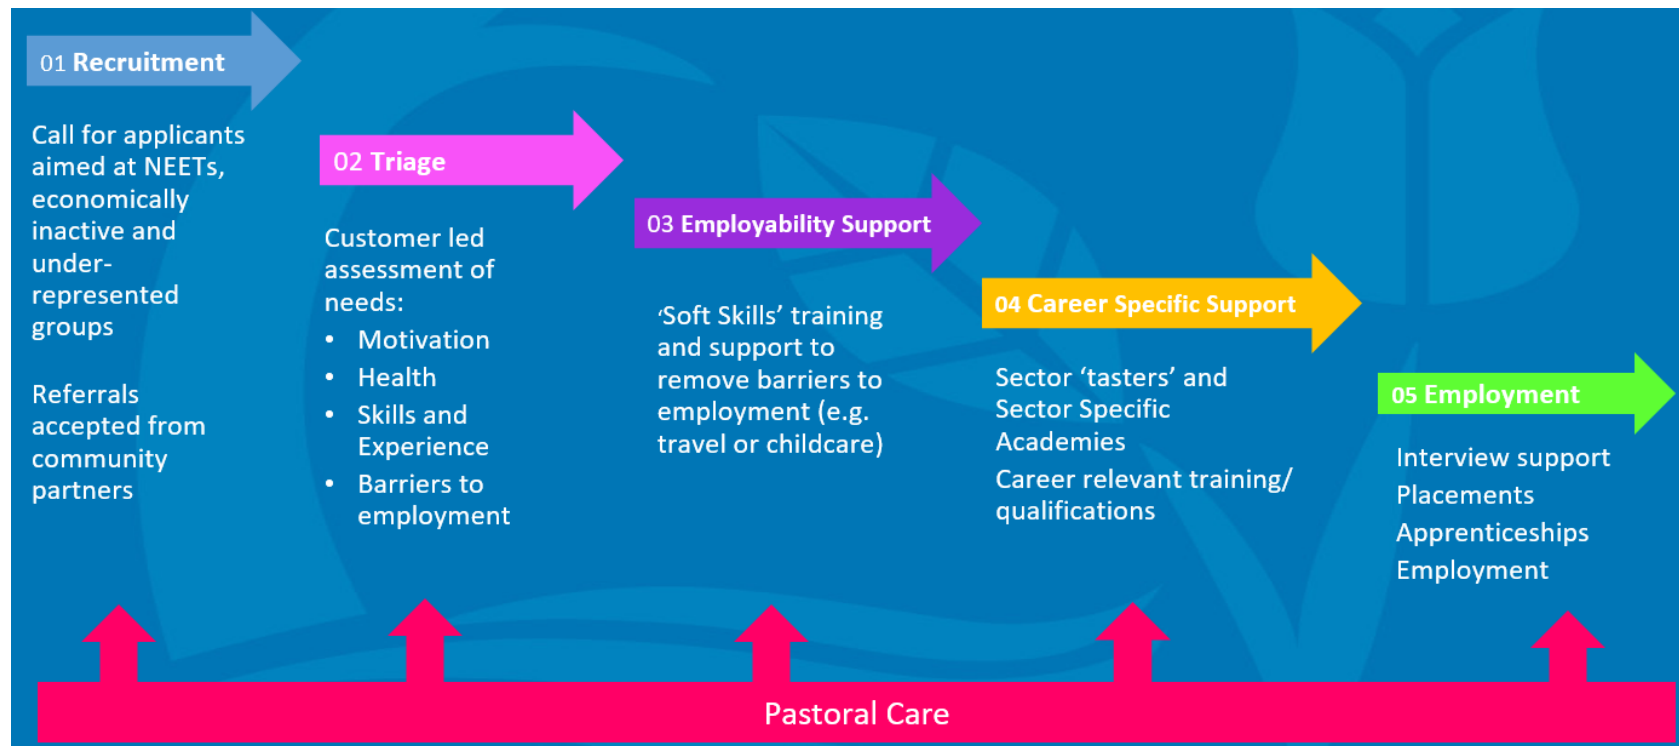 01 Recruitment
Call for applicants
aimed at NEETs,
economically
inactive and
under-
represented
groups
Referrals
accepted from
community
partners
02 Triage
Customer led
assessment of
needs:
• Motivation
• Health
• Skills and
Experience
• Barriers to
employment
03 Employability Support
‘Soft Skills’ training
and support to
remove barriers to
employment (e.g.
travel or childcare)
04 Career Specific Support
Sector ‘tasters’ and
Sector Specific
Academies
Career relevant training/
qualifications
05 Employment
Interview support
Placements
Apprenticeships
Employment
Pastoral Care